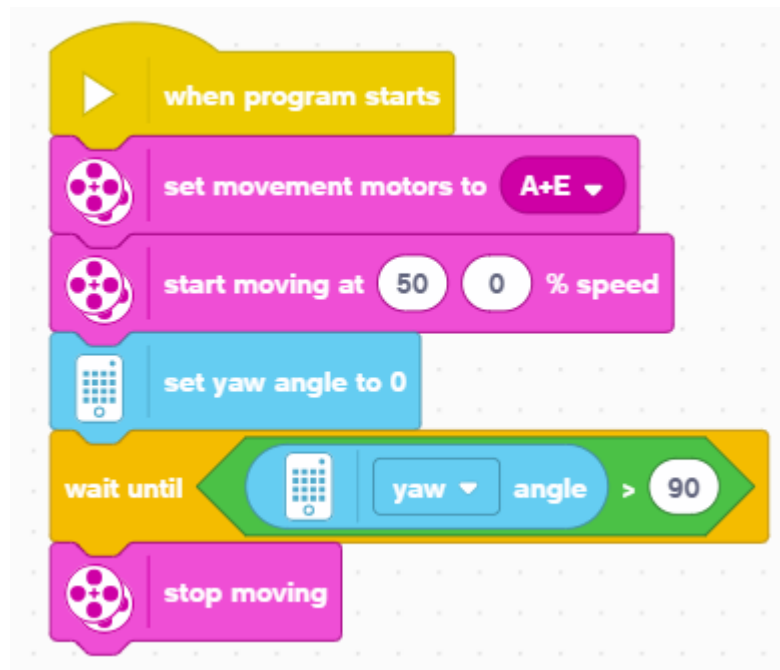 when program starts
set movement motors to A+E
start moving at 50 0 % speed
set yaw angle to 0
wait until yaw angle > 90
stop moving